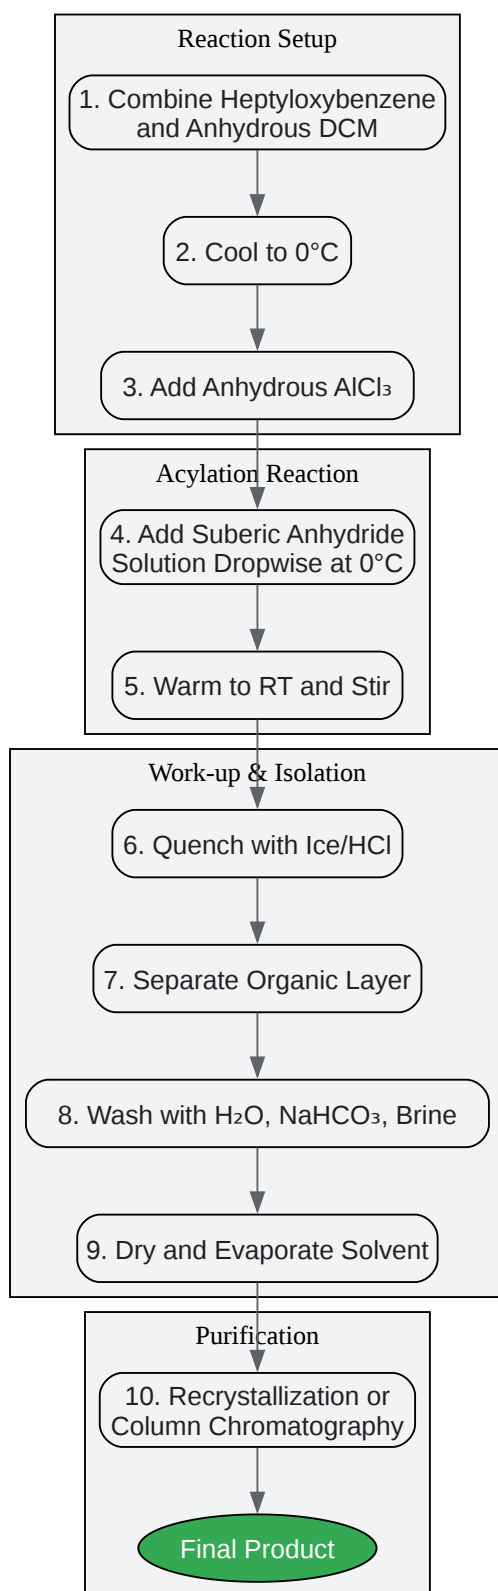 Reaction Setup
1. Combine Heptyloxybenzene
and Anhydrous DCM
2. Cool to 0°C
3. Add Anhydrous AlCl₃
Acylation Reaction
4. Add Suberic Anhydride
Solution Dropwise at 0°C
5. Warm to RT and Stir
Work-up & Isolation
6. Quench with Ice/HCl
7. Separate Organic Layer
8. Wash with H₂O, NaHCO₃, Brine
9. Dry and Evaporate Solvent
Purification
10. Recrystallization or
Column Chromatography
Final Product